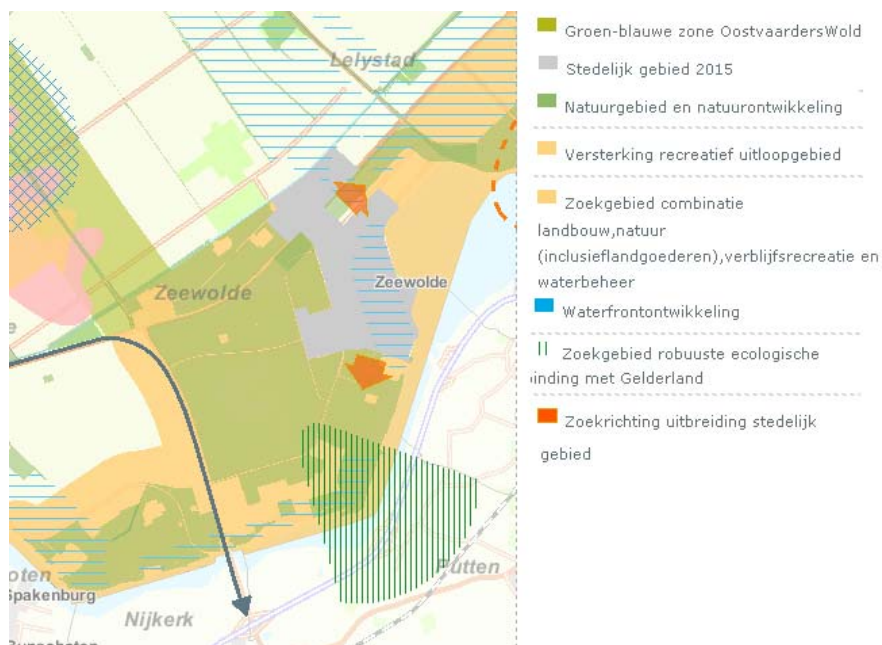 Lelystad
Zeewolde
Zeewolde
Spakenburg
Nijkerk
Putten
Groen-blauwe zone OostvaardersWold
Stedelijk gebied 2015
Natuurgebied en natuurontwikkeling
Versterking recreatief uitloopgebied
Zoekgebied combinatie
landbouw,natuur
(inclusieflandgoederen),verblijfsrecreatie en
waterbeheer
Waterfrontontwikkeling
Zoekgebied robuuste ecologische
inding met Gelderland
Zoekrichting uitbreiding stedelijk
gebied